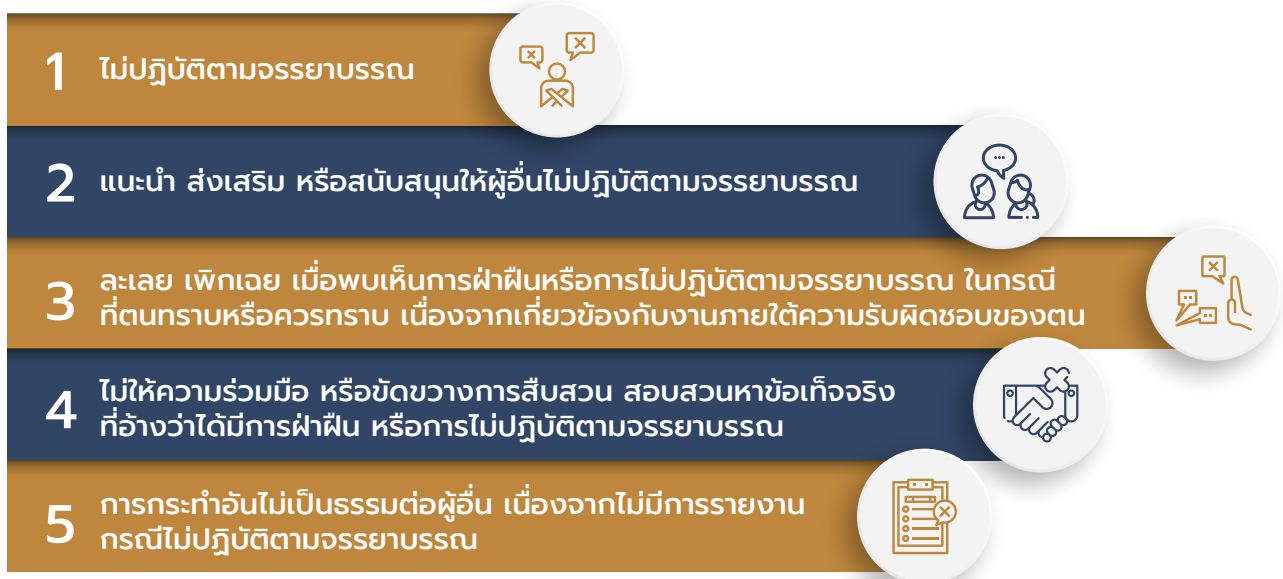 1 ไม่ปฏิบัติตามจรรยาบรรณ
2 แนะนำ ส่งเสริม หรือสนับสนุนให้ผู้อื่นไม่ปฏิบัติตามจรรยาบรรณ
3 ละเลย เพิกเฉย เมื่อพบเห็นการฝ่าฝืนหรือการไม่ปฏิบัติตามจรรยาบรรณ ในกรณี
ที่ตนทราบหรือควรทราบ เนื่องจากเกี่ยวข้องกับงานภายใต้ความรับผิดชอบของตน
4 ไม่ให้ความร่วมมือ หรือขัดขวางการสืบสวน สอบสวนหาข้อเท็จจริง
ที่อ้างว่าได้มีการฝ่าฝืน หรือการไม่ปฏิบัติตามจรรยาบรรณ
5 การกระทำอันไม่เป็นธรรมต่อผู้อื่น เนื่องจากไม่มีการรายงาน
กรณีไม่ปฏิบัติตามจรรยาบรรณ